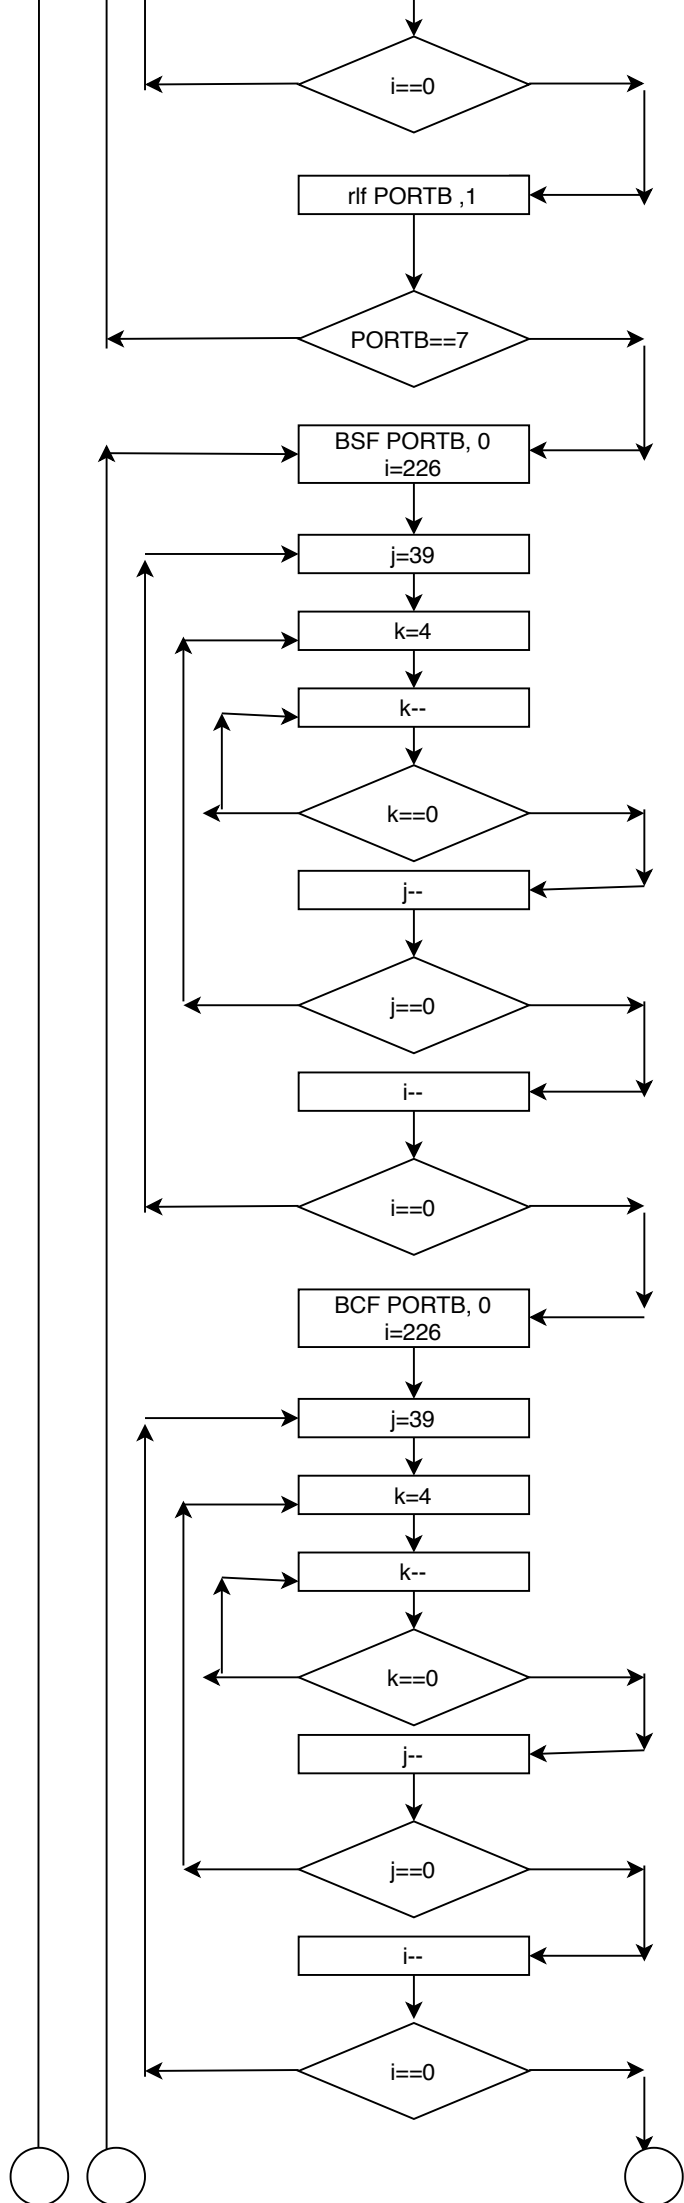 i==0
rlf PORTB ,1
PORTB==7
BSF PORTB, 0
i=226
j=39
k=4
k--
k==0
j--
j==0
i--
i==0
BCF PORTB, 0
i=226
j=39
k=4
k--
k==0
j--
j==0
i--
i==0